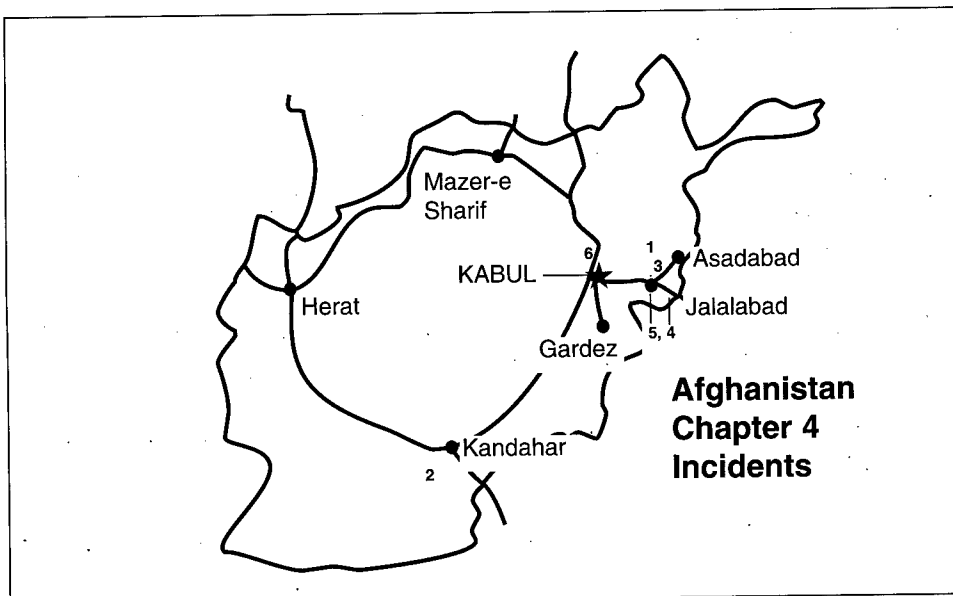 Mazer-e
Sharif
6
1
KABUL
3
Asadabad
Herat
Jalalabad
5, 4
Gardez
Afghanistan
Chapter 4
Incidents
Kandahar
2